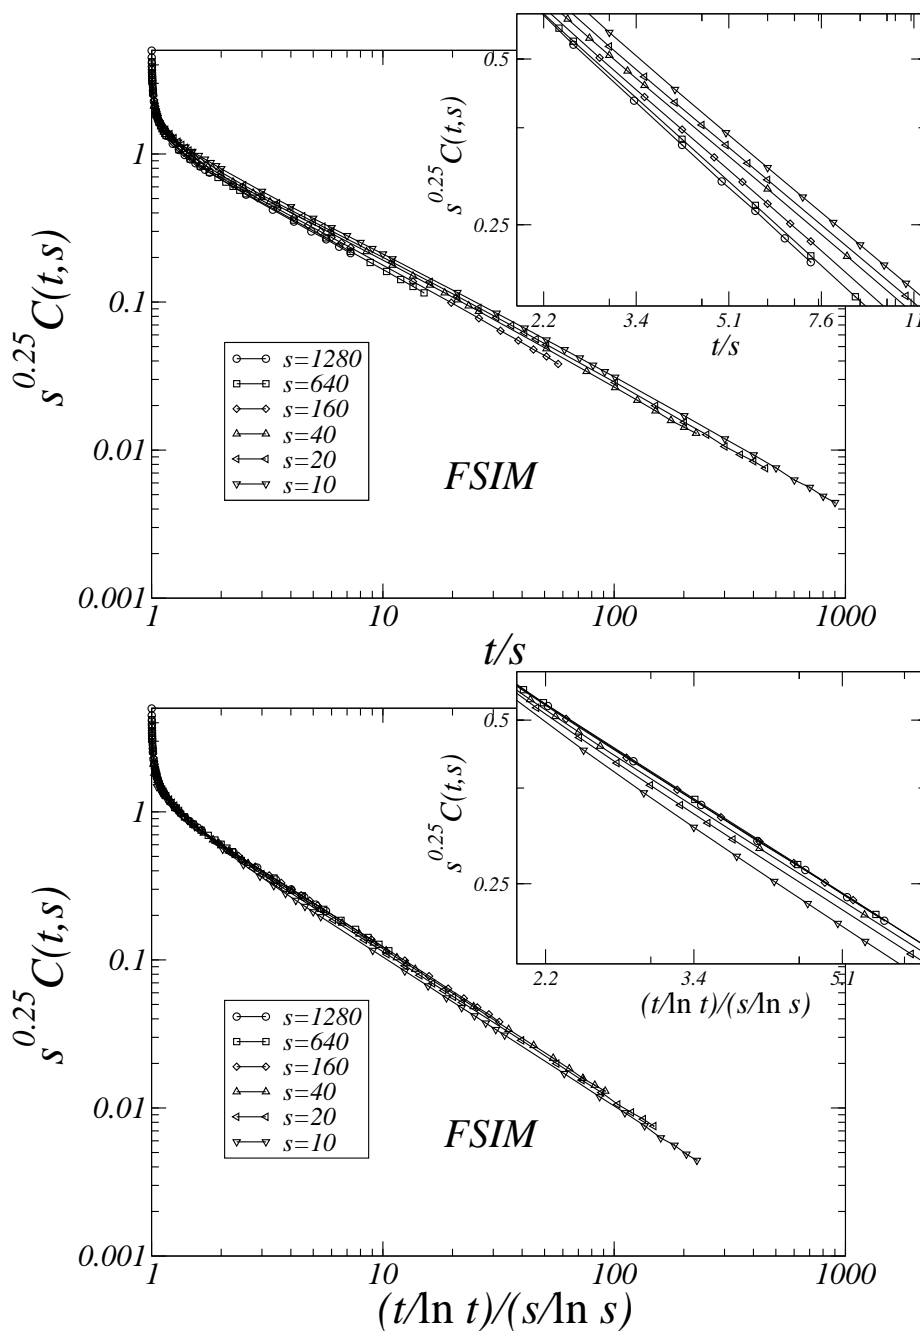 0.5
0.25
s^0.25 C(t,s)
2.2 3.4 5.1 7.6 11
t/s
1
0.1
0.01
0.001
s^0.25 C(t,s)
s=1280
s=640
s=160
s=40
s=20
s=10
FSIM
1 10 100 1000
t/s
0.5
0.25
s^0.25 C(t,s)
2.2 3.4 5.1
(t/ln t)/(s/ln s)
1
0.1
0.01
0.001
s^0.25 C(t,s)
s=1280
s=640
s=160
s=40
s=20
s=10
FSIM
1 10 100 1000
(t/ln t)/(s/ln s)